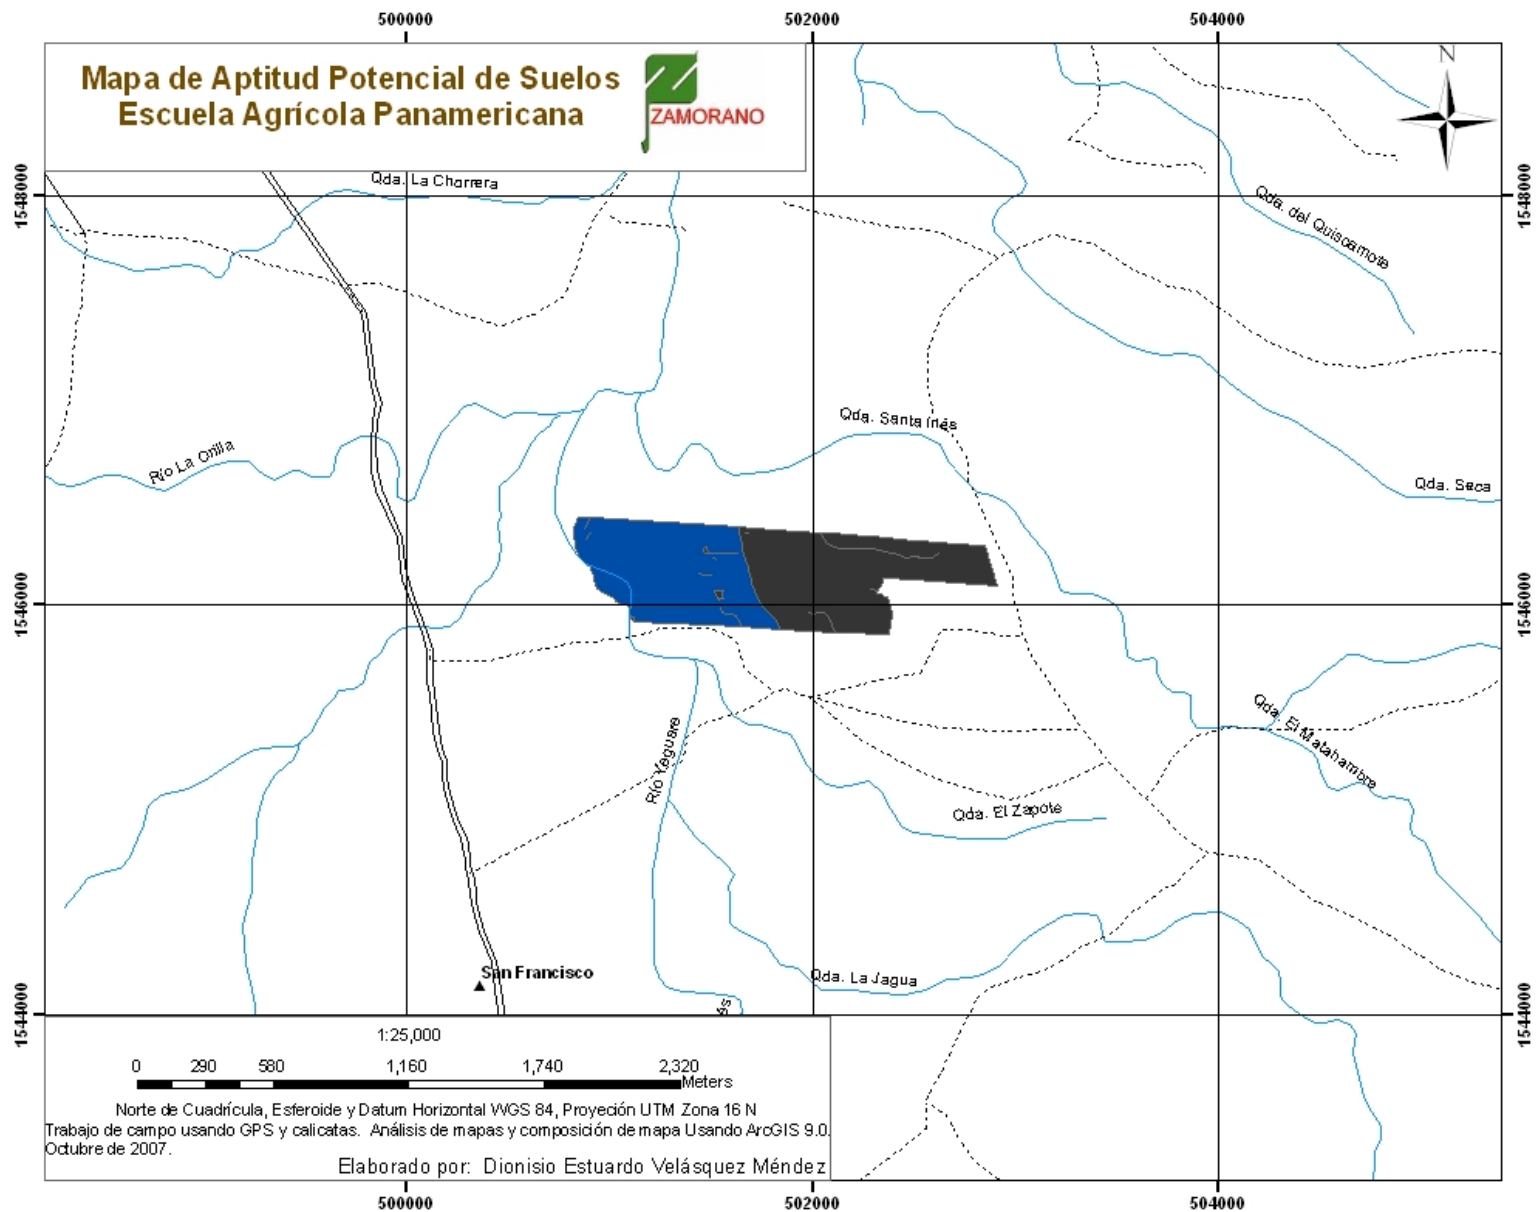 500000
502000
504000
Mapa de Aptitud Potencial de Suelos
Escuela Agrícola Panamericana
ZAMORANO
N
1548000
1548000
Qda. La Chorrera
Qda. del Quiscamote
Qda. Santa Inés
Río La Orilla
Qda. Seca
1546000
1546000
Qda. El Matahambre
Río Yeguare
Qda. El Zapote
San Francisco
Qda. La Jagua
es
1544000
1544000
1:25,000
0 290 580 1,160 1,740 2,320
Meters
Norte de Cuadrícula, Esferoide y Datum Horizontal WGS 84, Proyeción UTM Zona 16 N
Trabajo de campo usando GPS y calicatas. Análisis de mapas y composición de mapa Usando ArcGIS 9.0.
Octubre de 2007.
Elaborado por: Dionisio Estuardo Velásquez Méndez
500000
502000
504000